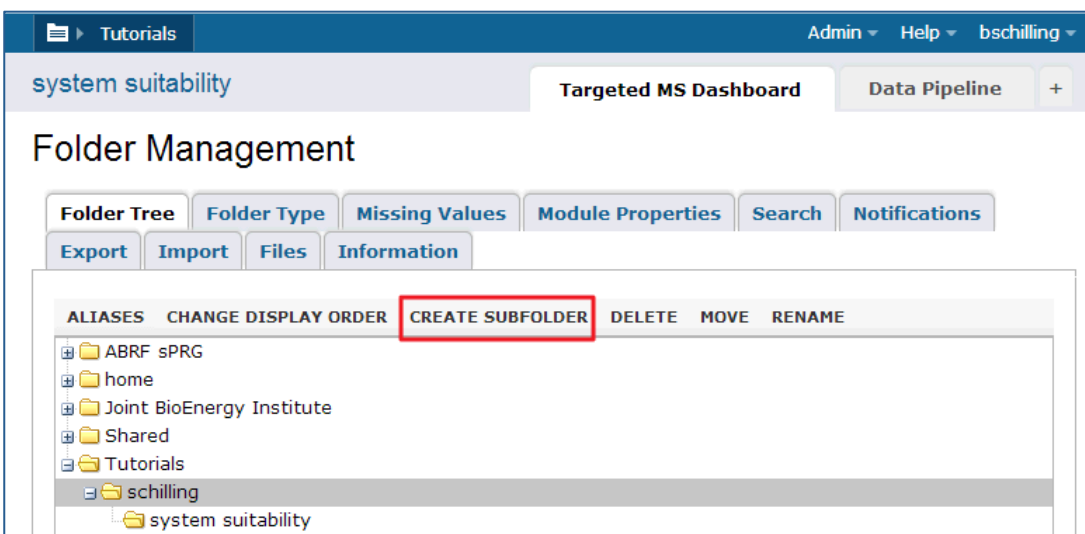 Tutorials Admin Help bschilling
system suitability Targeted MS Dashboard Data Pipeline +
Folder Management
Folder Tree Folder Type Missing Values Module Properties Search Notifications
Export Import Files Information
ALIASES CHANGE DISPLAY ORDER CREATE SUBFOLDER DELETE MOVE RENAME
ABRF sPRG
home
Joint BioEnergy Institute
Shared
Tutorials
schilling
system suitability